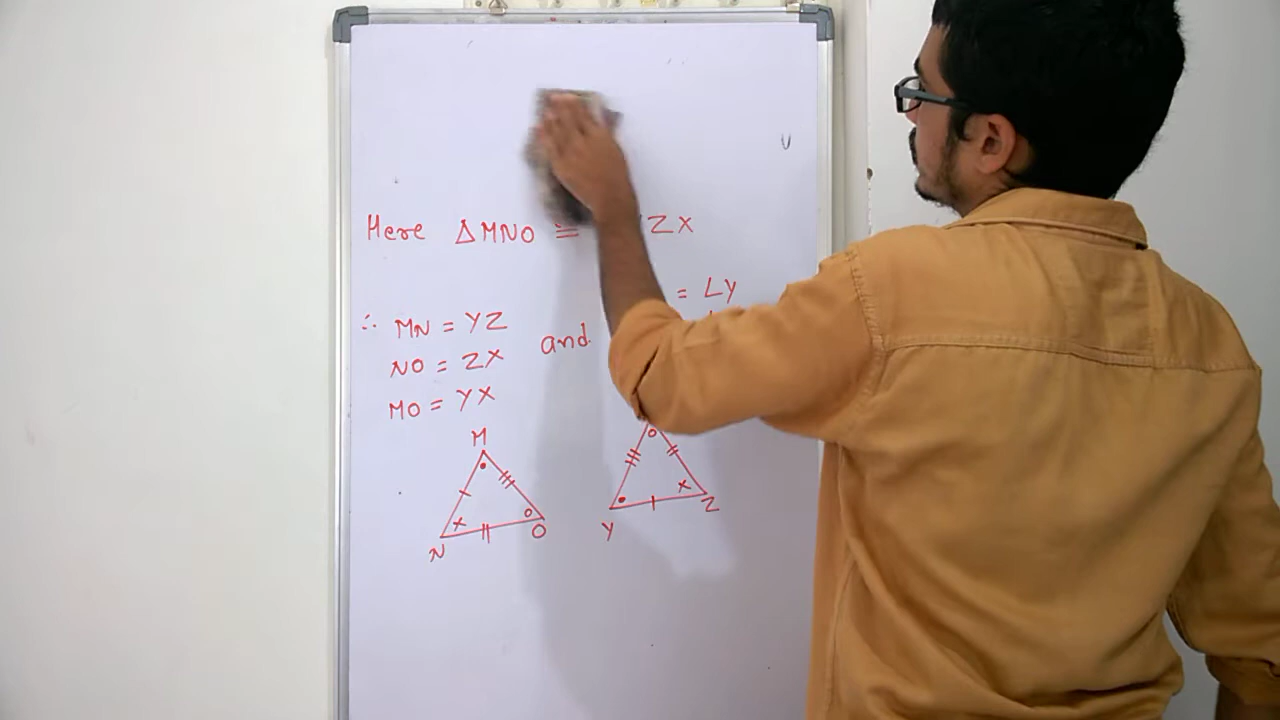 Here ΔMNO ≅ ZX
= ∠Y
∴ MN = YZ
and
NO = ZX
MO = YX
M
N
O
Y
Z